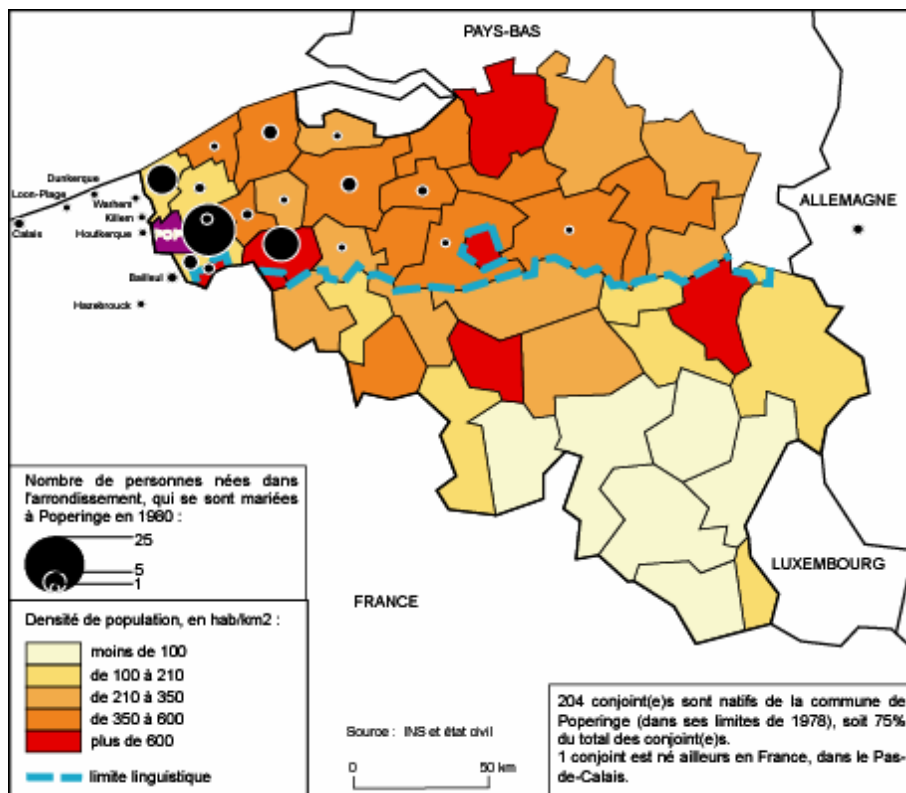 PAYS-BAS
Dunkerque
Loon-Plage
Warhem
Killem
Calais
Houtkerque
POP
ALLEMAGNE
Bailleul
Hazebrouck
Nombre de personnes nées dans
l'arrondissement, qui se sont mariées
à Poperinge en 1980 :
25
5
1
LUXEMBOURG
FRANCE
Densité de population, en hab/km2 :
moins de 100
de 100 à 210
de 210 à 350
de 350 à 600
plus de 600
limite linguistique
Source : INS et état civil
0 50 km
204 conjoint(e)s sont natifs de la commune de
Poperinge (dans ses limites de 1978), soit 75%
du total des conjoint(e)s.
1 conjoint est né ailleurs en France, dans le Pas-
de-Calais.